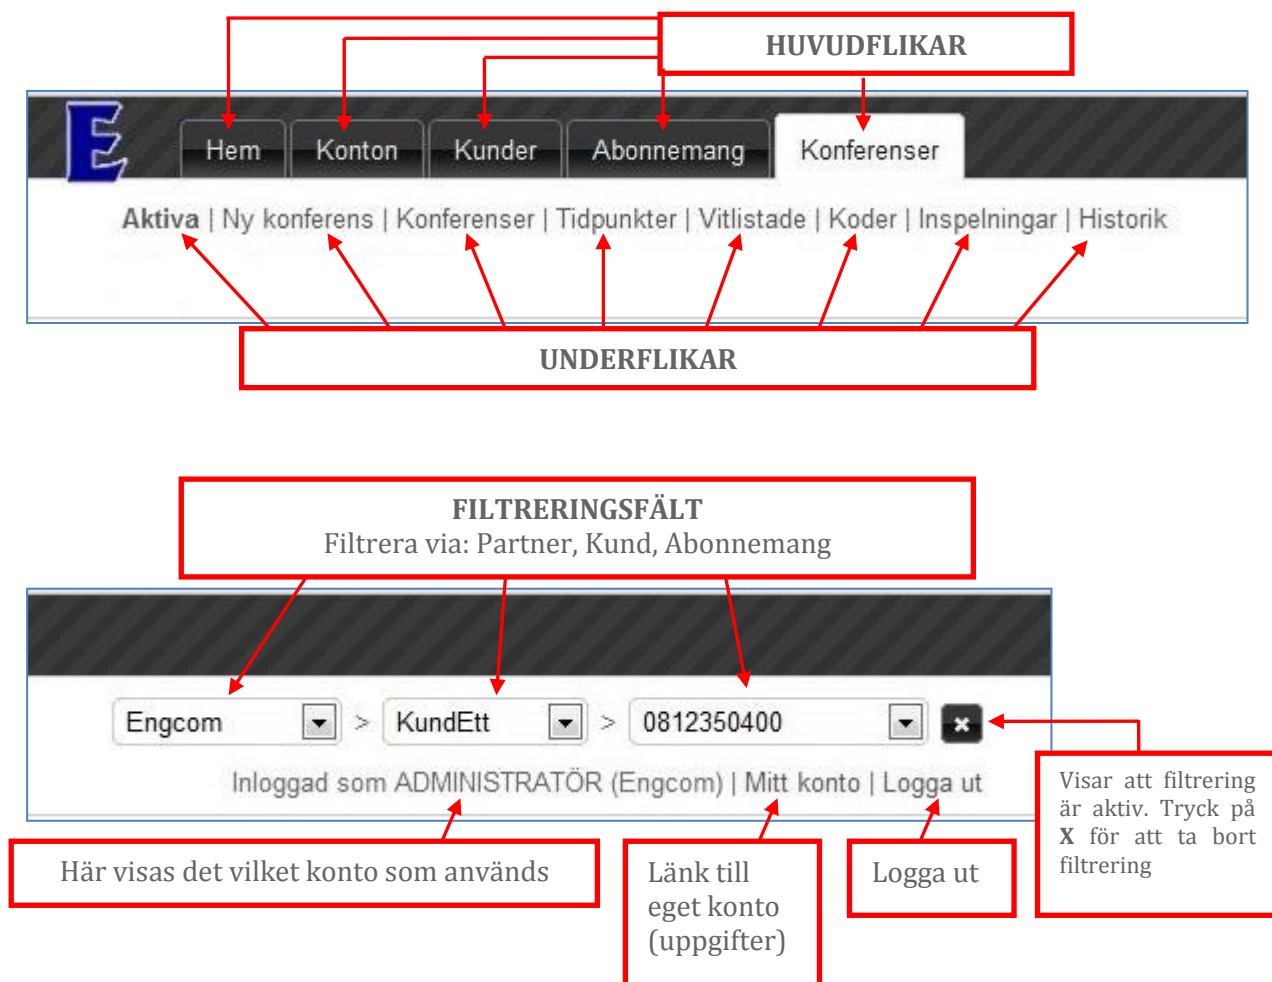 HUVUDFLIKAR
E
Hem Konton Kunder Abonnemang Konferenser
Aktiva | Ny konferens | Konferenser | Tidpunkter | Vitlistade | Koder | Inspelningar | Historik
UNDERFLIKAR
FILTRERINGSFÄLT
Filtrera via: Partner, Kund, Abonnemang
Engcom > KundEtt > 0812350400 x
Inloggad som ADMINISTRATÖR (Engcom) | Mitt konto | Logga ut
Här visas det vilket konto som används
Länk till
eget konto
(uppgifter)
Logga ut
Visar att filtrering
är aktiv. Tryck på
X för att ta bort
filtrering